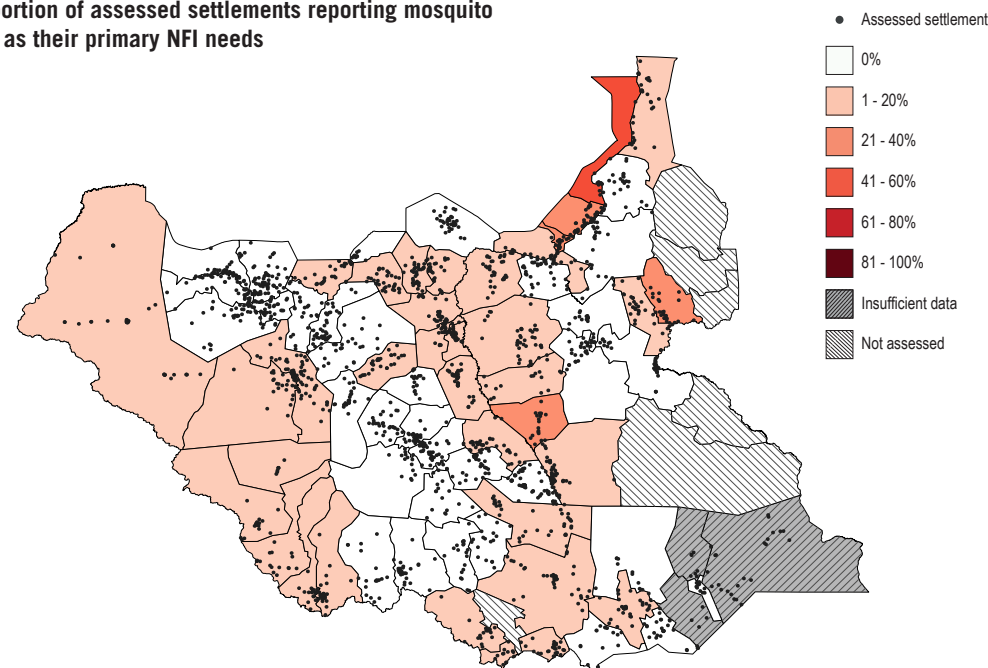 ortion of assessed settlements reporting mosquito
as their primary NFI needs
Assessed settlement
0%
1 - 20%
21 - 40%
41 - 60%
61 - 80%
81 - 100%
Insufficient data
Not assessed